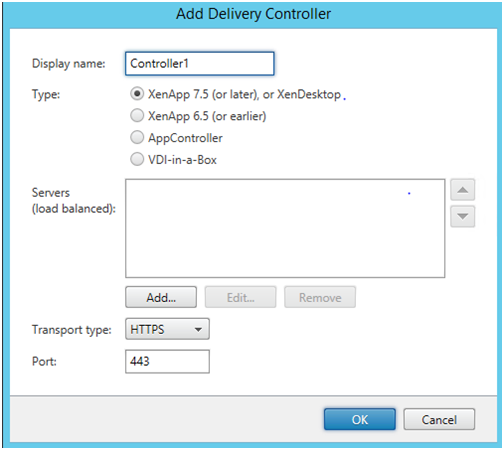 Add Delivery Controller
Display name: Controller1
Type: XenApp 7.5 (or later), or XenDesktop
XenApp 6.5 (or earlier)
AppController
VDI-in-a-Box
Servers
(load balanced):
Add... Edit... Remove
Transport type: HTTPS
Port: 443
OK Cancel